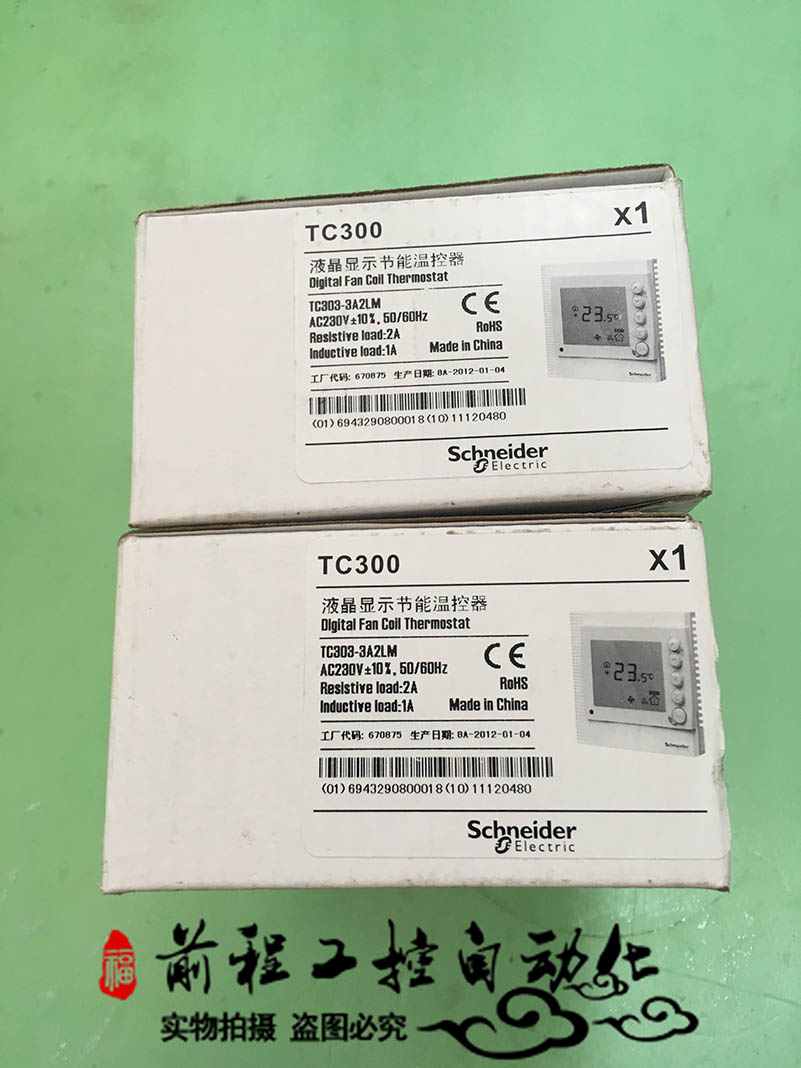 TC300
X1
液晶显示节能温控器
Digital Fan Coil Thermostat
TC303-3A2LM
AC230V±10%, 50/60Hz
Resistive load:2A
Inductive load:1A
CE
RoHS
Made in China
工厂代码: 670875 生产日期: 8A-2012-01-04
(01)6943290800018(10)11120480
23.5℃
Schneider
Schneider
Electric
TC300
X1
液晶显示节能温控器
Digital Fan Coil Thermostat
TC303-3A2LM
AC230V±10%, 50/60Hz
Resistive load:2A
Inductive load:1A
CE
RoHS
Made in China
工厂代码: 670875 生产日期: 8A-2012-01-04
(01)6943290800018(10)11120480
23.5℃
Schneider
Schneider
Electric
福
前程工控自动化
实物拍摄 盗图必究